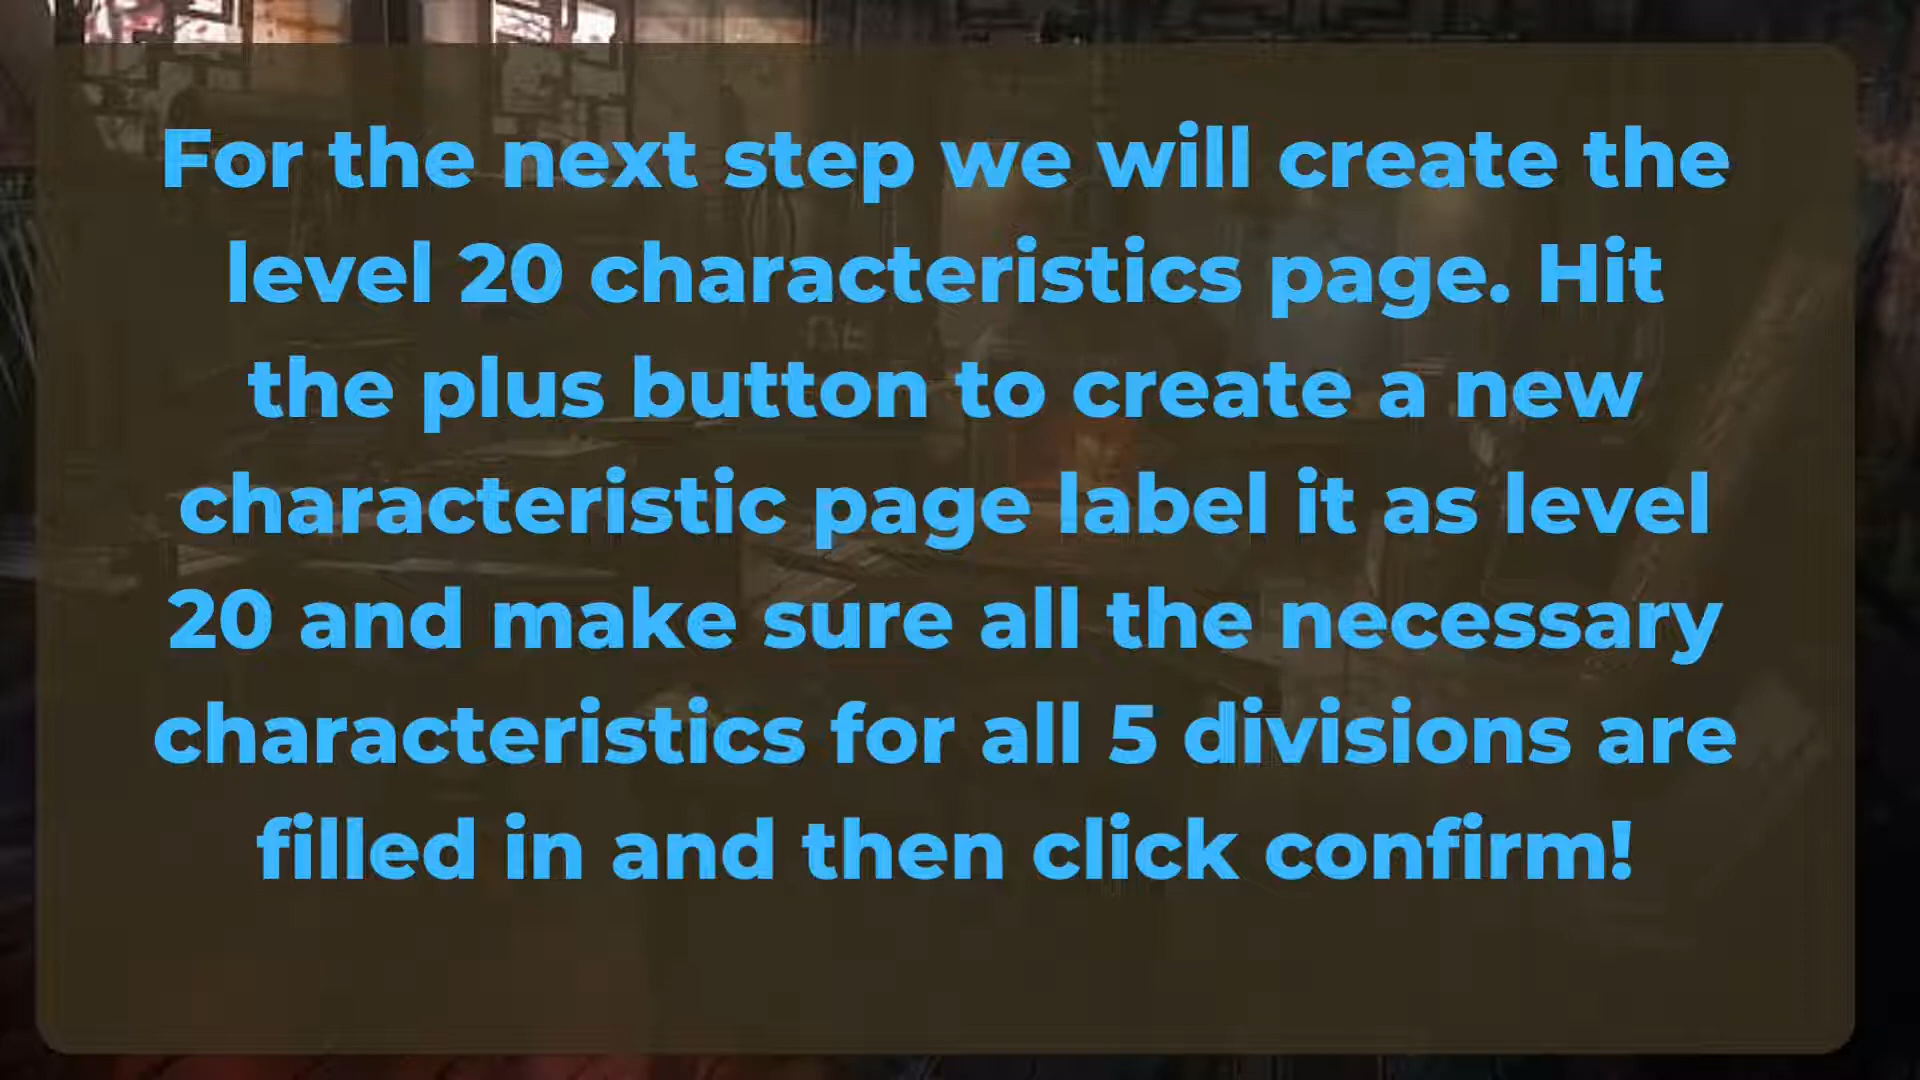 For the next step we will create the
level 20 characteristics page. Hit
the plus button to create a new
characteristic page label it as level
20 and make sure all the necessary
characteristics for all 5 divisions are
filled in and then click confirm!